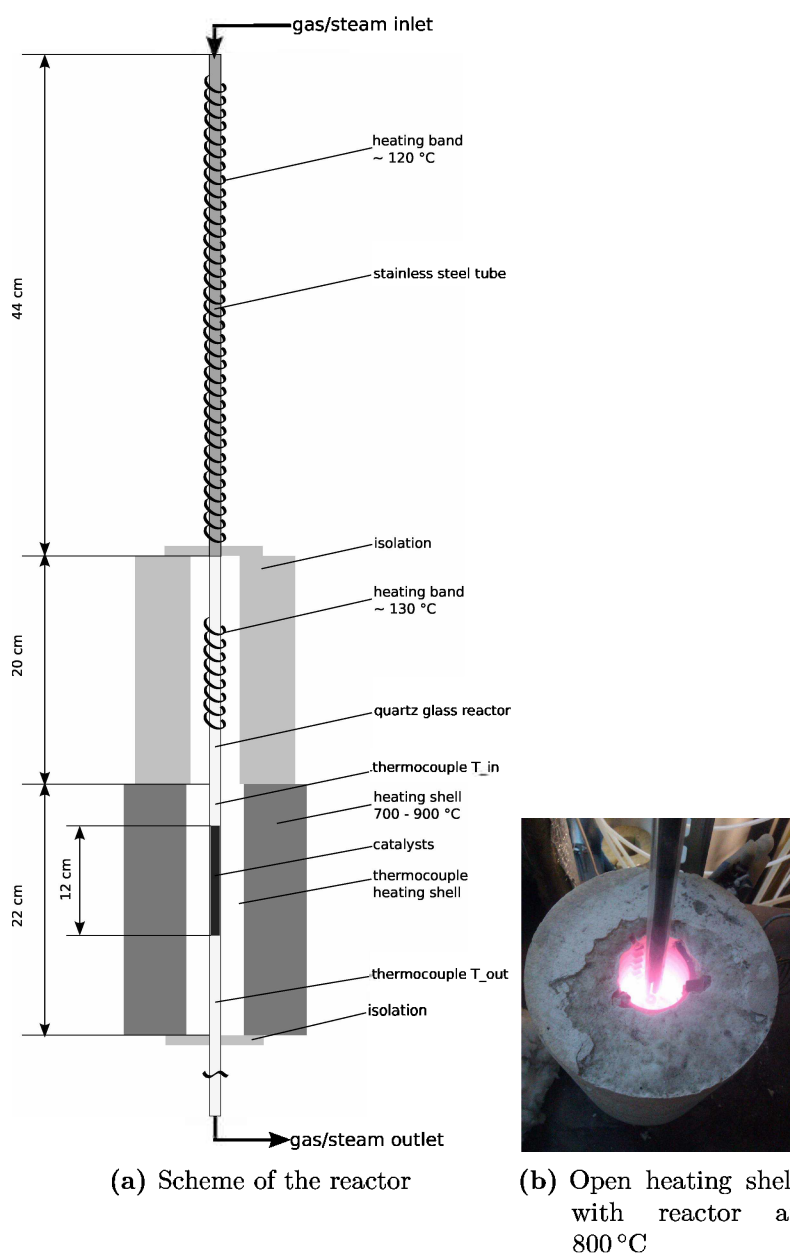 gas/steam inlet
heating band
~ 120 °C
stainless steel tube
44 cm
isolation
heating band
~ 130 °C
20 cm
quartz glass reactor
thermocouple T_in
heating shell
700 - 900 °C
catalysts
12 cm
thermocouple
heating shell
22 cm
thermocouple T_out
isolation
gas/steam outlet
(a) Scheme of the reactor
(b) Open heating shel
with reactor a
800 °C